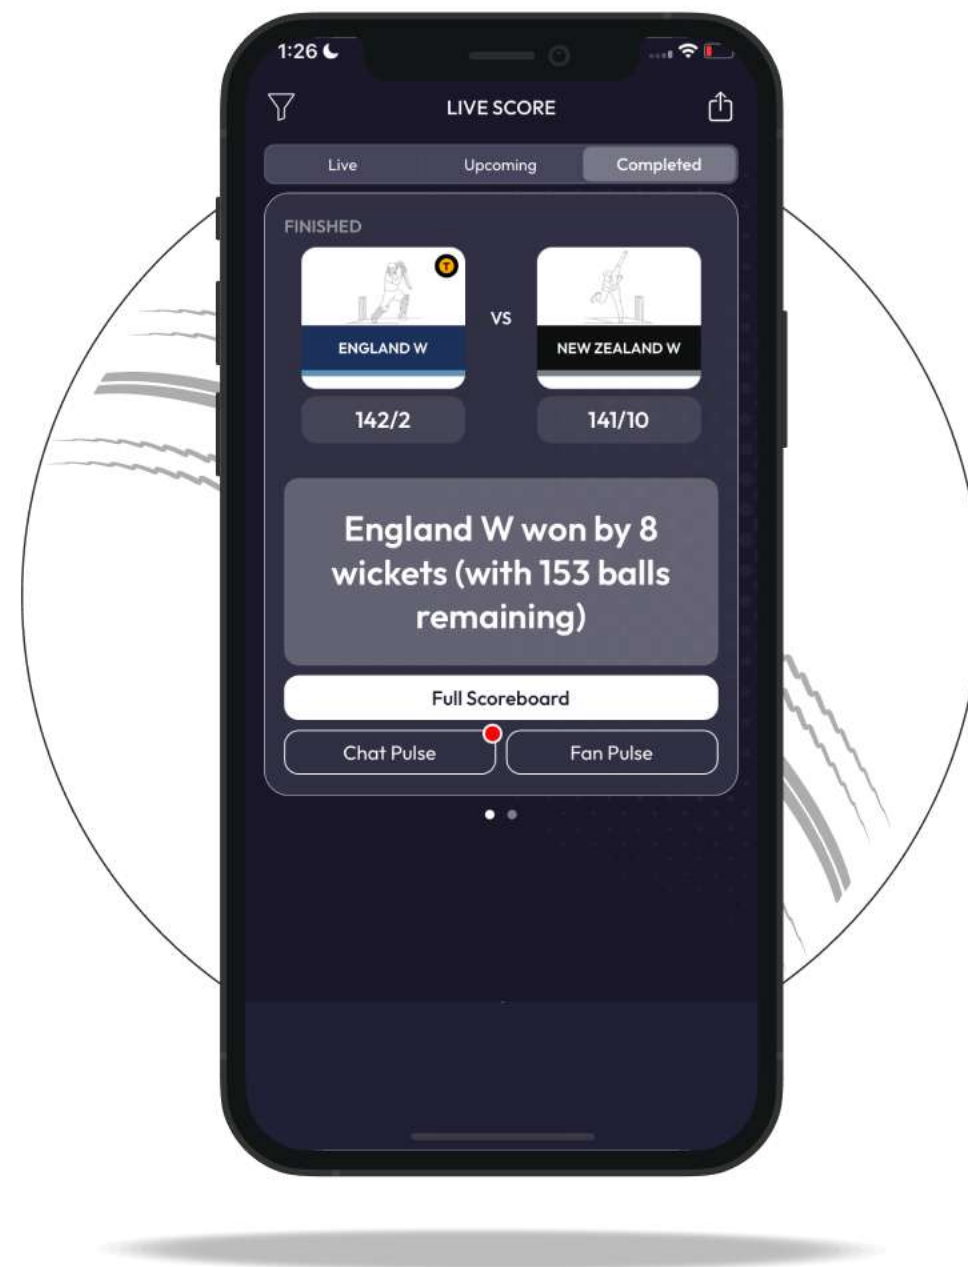 1:26
LIVE SCORE
Live
Upcoming
Completed
FINISHED
T
ENGLAND W
VS
NEW ZEALAND W
142/2
141/10
England W won by 8
wickets (with 153 balls
remaining)
Full Scoreboard
Chat Pulse
Fan Pulse